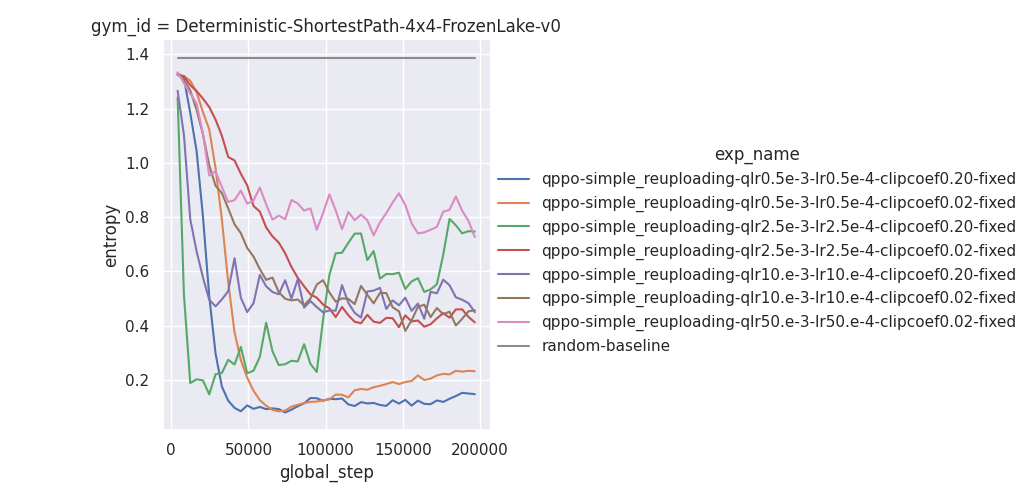 gym_id = Deterministic-ShortestPath-4x4-FrozenLake-v0
1.4
1.2
1.0
0.8
0.6
0.4
0.2
entropy
0
50000
100000
150000
200000
global_step
exp_name
qppo-simple_reuploading-qlr0.5e-3-lr0.5e-4-clipcoef0.20-fixed
qppo-simple_reuploading-qlr0.5e-3-lr0.5e-4-clipcoef0.02-fixed
qppo-simple_reuploading-qlr2.5e-3-lr2.5e-4-clipcoef0.20-fixed
qppo-simple_reuploading-qlr2.5e-3-lr2.5e-4-clipcoef0.02-fixed
qppo-simple_reuploading-qlr10.e-3-lr10.e-4-clipcoef0.20-fixed
qppo-simple_reuploading-qlr10.e-3-lr10.e-4-clipcoef0.02-fixed
qppo-simple_reuploading-qlr50.e-3-lr50.e-4-clipcoef0.02-fixed
random-baseline